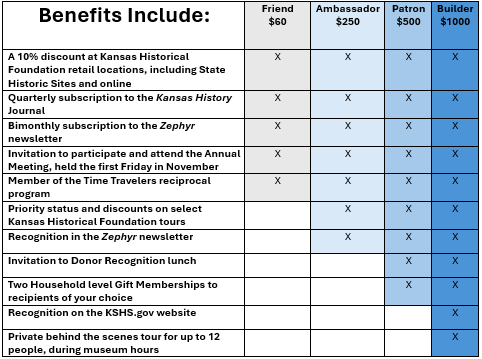 Benefits Include:
Friend $60
Ambassador $250
Patron $500
Builder $1000
A 10% discount at Kansas Historical
Foundation retail locations, including State
Historic Sites and online
X X X X
Quarterly subscription to the Kansas History
Journal
X X X X
Bimonthly subscription to the Zephyr
newsletter
X X X X
Invitation to participate and attend the Annual
Meeting, held the first Friday in November
X X X X
Member of the Time Travelers reciprocal
program
X X X X
Priority status and discounts on select
Kansas Historical Foundation tours
X X X
Recognition in the Zephyr newsletter
X X X
Invitation to Donor Recognition lunch
X X
Two Household level Gift Memberships to
recipients of your choice
X X
Recognition on the KSHS.gov website
X
Private behind the scenes tour for up to 12
people, during museum hours
X